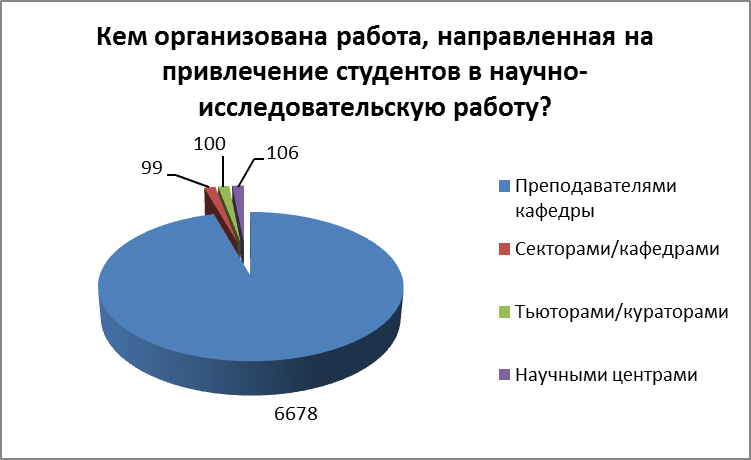 Кем организована работа, направленная на
привлечение студентов в научно-
исследовательскую работу?
100
99
106
6678
Преподавателями
кафедры
Секторами/кафедрами
Тьюторами/кураторами
Научными центрами